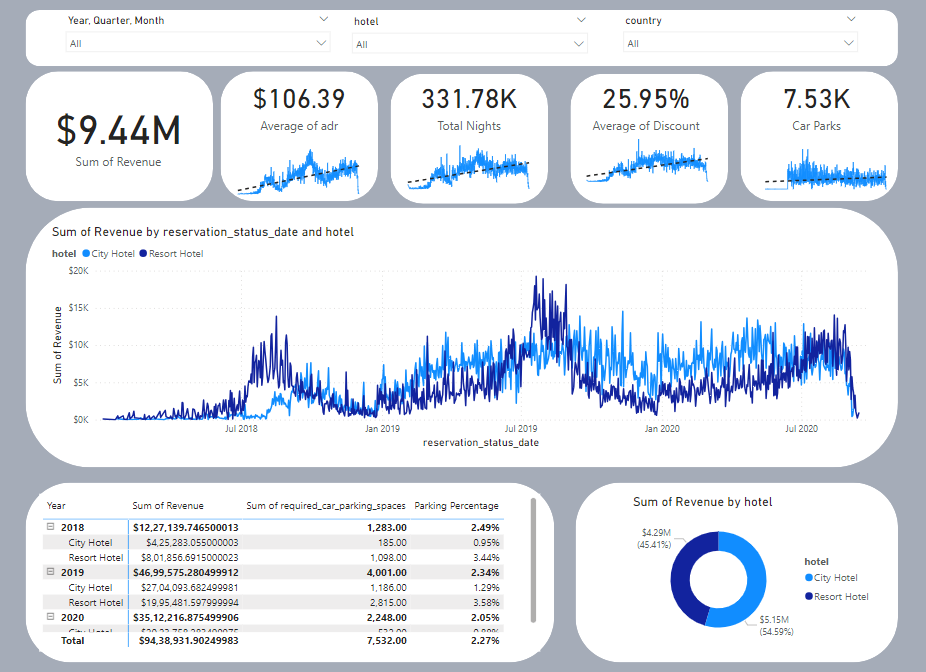 Year, Quarter, Month
All
hotel
All
country
All
$9.44M
Sum of Revenue
$106.39
Average of adr
331.78K
Total Nights
25.95%
Average of Discount
7.53K
Car Parks
Sum of Revenue by reservation_status_date and hotel
hotel City Hotel Resort Hotel
$20K
$15K
$10K
$5K
$0K
Sum of Revenue
Jul 2018 Jan 2019 Jul 2019 Jan 2020 Jul 2020
reservation_status_date
Year Sum of Revenue Sum of required_car_parking_spaces Parking Percentage
2018 $12,27,139.746500013 1,283.00 2.49%
City Hotel $4,25,283.055000003 185.00 0.95%
Resort Hotel $8,01,856.6915000023 1,098.00 3.44%
2019 $46,99,575.280499912 4,001.00 2.34%
City Hotel $27,04,093.682499981 1,186.00 1.29%
Resort Hotel $19,95,481.597999994 2,815.00 3.58%
2020 $35,12,216.875499906 2,248.00 2.05%
City Hotel
Total $94,38,931.90249983 7,532.00 2.27%
Sum of Revenue by hotel
$4.29M
(45.41%)
$5.15M
(54.59%)
hotel
City Hotel
Resort Hotel